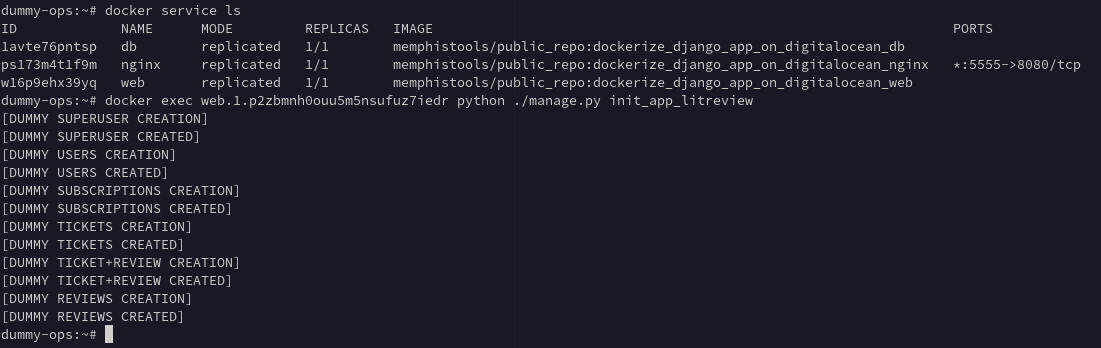 dummy-ops:~# docker service ls
ID NAME MODE REPLICAS IMAGE PORTS
1avte76pntsp db replicated 1/1 memphistools/public_repo:dockerize_django_app_on_digitalocean_db
ps173m4t1f9m nginx replicated 1/1 memphistools/public_repo:dockerize_django_app_on_digitalocean_nginx *:5555->8080/tcp
w16p9ehx39yq web replicated 1/1 memphistools/public_repo:dockerize_django_app_on_digitalocean_web
dummy-ops:~# docker exec web.1.p2zbmnh0ouu5m5nsufuz7iedr python ./manage.py init_app_litreview
[DUMMY SUPERUSER CREATION]
[DUMMY SUPERUSER CREATED]
[DUMMY USERS CREATION]
[DUMMY USERS CREATED]
[DUMMY SUBSCRIPTIONS CREATION]
[DUMMY SUBSCRIPTIONS CREATED]
[DUMMY TICKETS CREATION]
[DUMMY TICKETS CREATED]
[DUMMY TICKET+REVIEW CREATION]
[DUMMY TICKET+REVIEW CREATED]
[DUMMY REVIEWS CREATION]
[DUMMY REVIEWS CREATED]
dummy-ops:~#